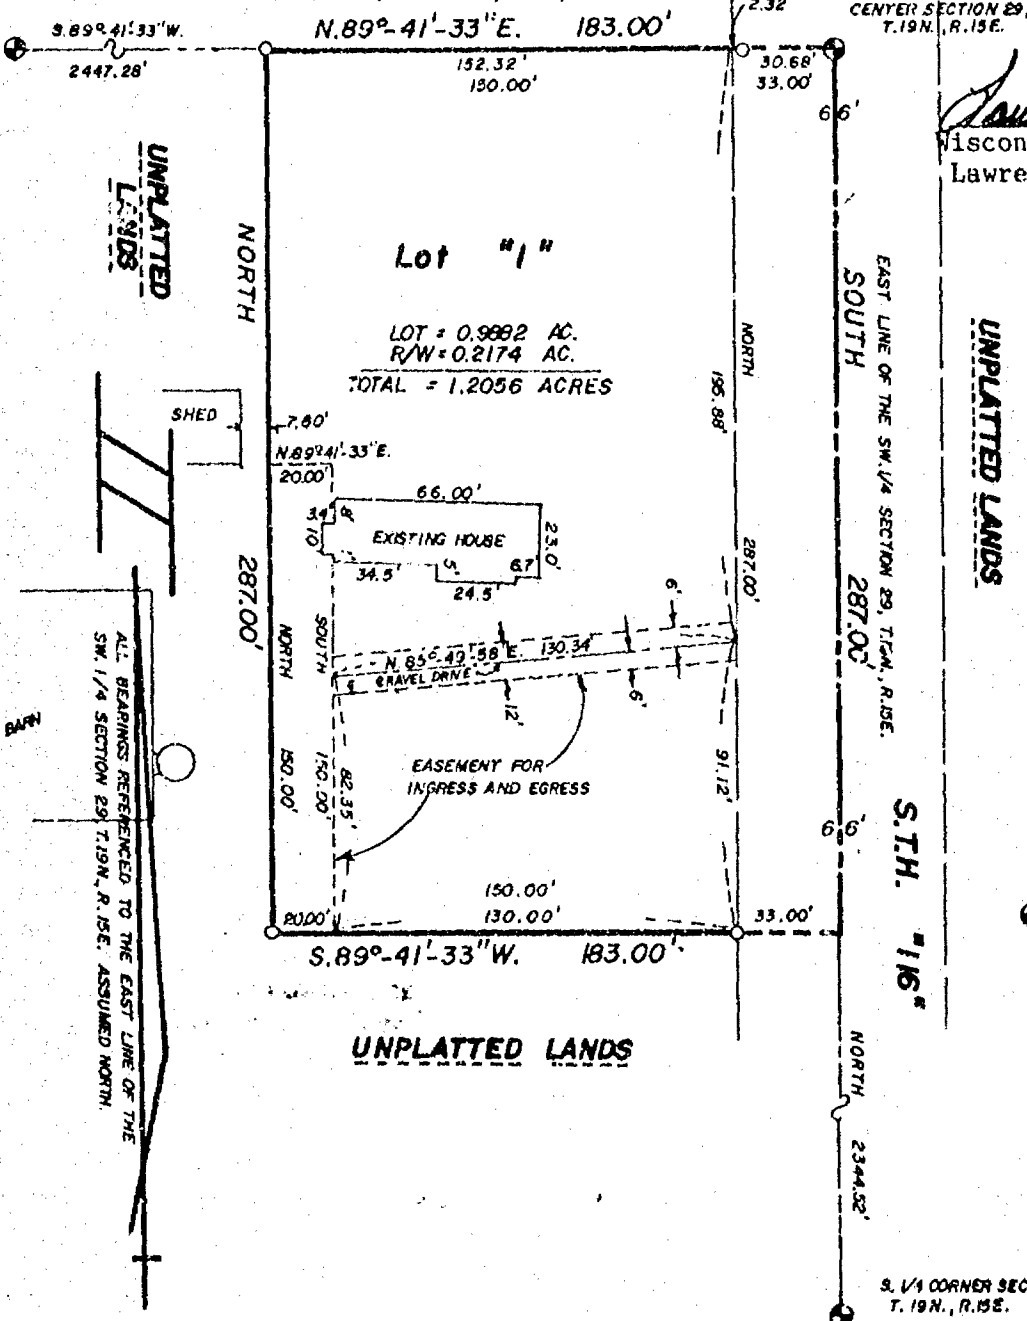 2.32
CENTER SECTION 29,
T.19N., R.15E.
S.89°-41'-33"W.
2447.28'
N.89°-41'-33"E. 183.00'
152.32'
150.00'
30.68'
33.00'
66'
Wiscon
Lawre
UNPLATTED
LANDS
NORTH
Lot "1"
LOT = 0.9882 AC.
R/W = 0.2174 AC.
TOTAL = 1.2056 ACRES
NORTH
195.88'
SOUTH
EAST LINE OF THE SW.1/4 SECTION 29, T.19N., R.15E.
UNPLATTED LANDS
SHED
7.60'
N.89°41'-33"E.
20.00'
66.00'
3.4'
8'
10'
EXISTING HOUSE
23.0'
34.5'
5'
6.7'
24.5'
287.00'
287.00'
287.00'
6'
N. 85°-49'-58"E. 130.34'
GRAVEL DRIVE
12'
6'
SOUTH
NORTH
EASEMENT FOR
INGRESS AND EGRESS
150.00'
150.00'
82.35'
91.12'
BARN
ALL BEARINGS REFERENCED TO THE EAST LINE OF THE
SW. 1/4 SECTION 29, T.19N., R.15E. ASSUMED NORTH.
66'
S.T.H. "116"
150.00'
20.00'
130.00'
33.00'
S.89°-41'-33"W. 183.00'
UNPLATTED LANDS
NORTH 2344.52'
S. 1/4 CORNER SEC
T. 19N., R.15E.